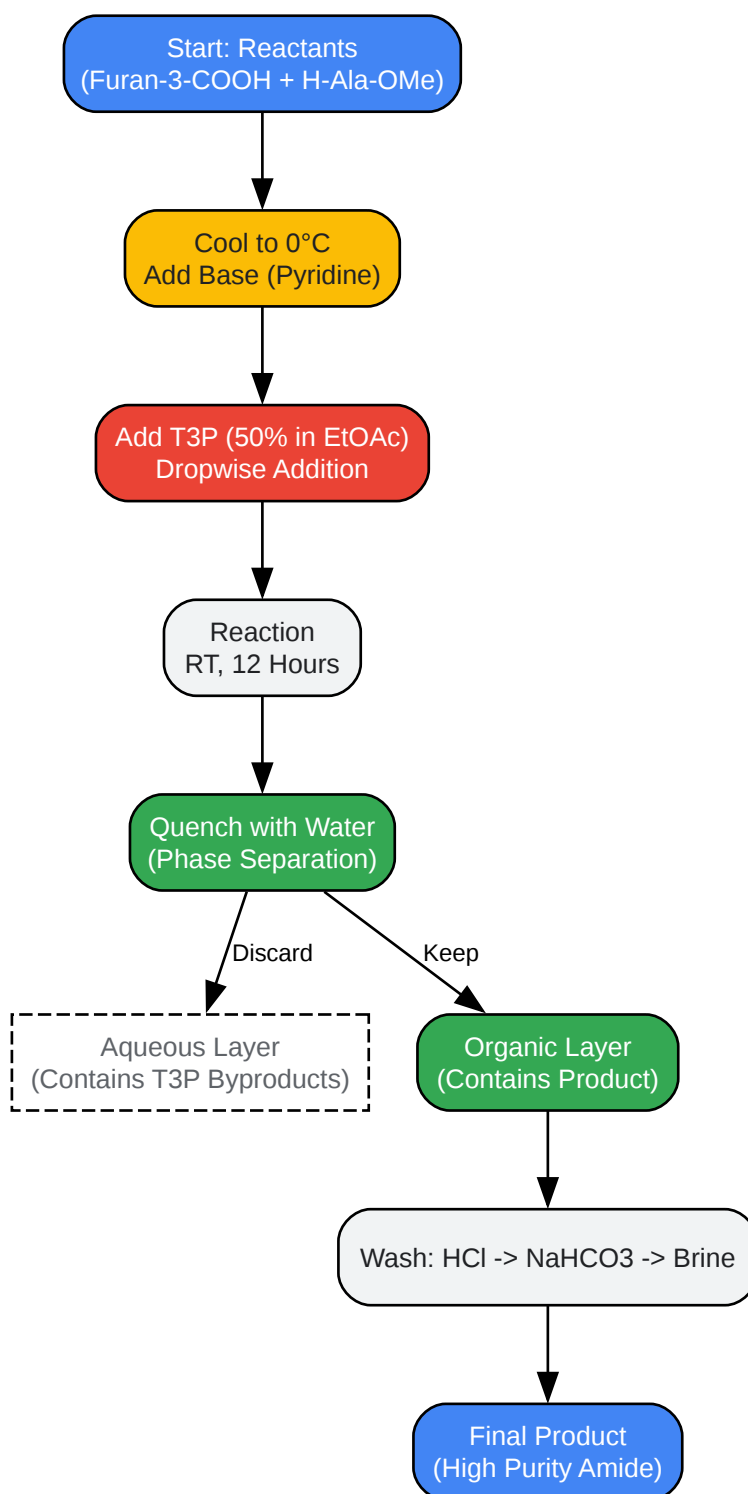 Start: Reactants
(Furan-3-COOH + H-Ala-OMe)
Cool to 0°C
Add Base (Pyridine)
Add T3P (50% in EtOAc)
Dropwise Addition
Reaction
RT, 12 Hours
Quench with Water
(Phase Separation)
Discard
Keep
Aqueous Layer
(Contains T3P Byproducts)
Organic Layer
(Contains Product)
Wash: HCl -> NaHCO3 -> Brine
Final Product
(High Purity Amide)